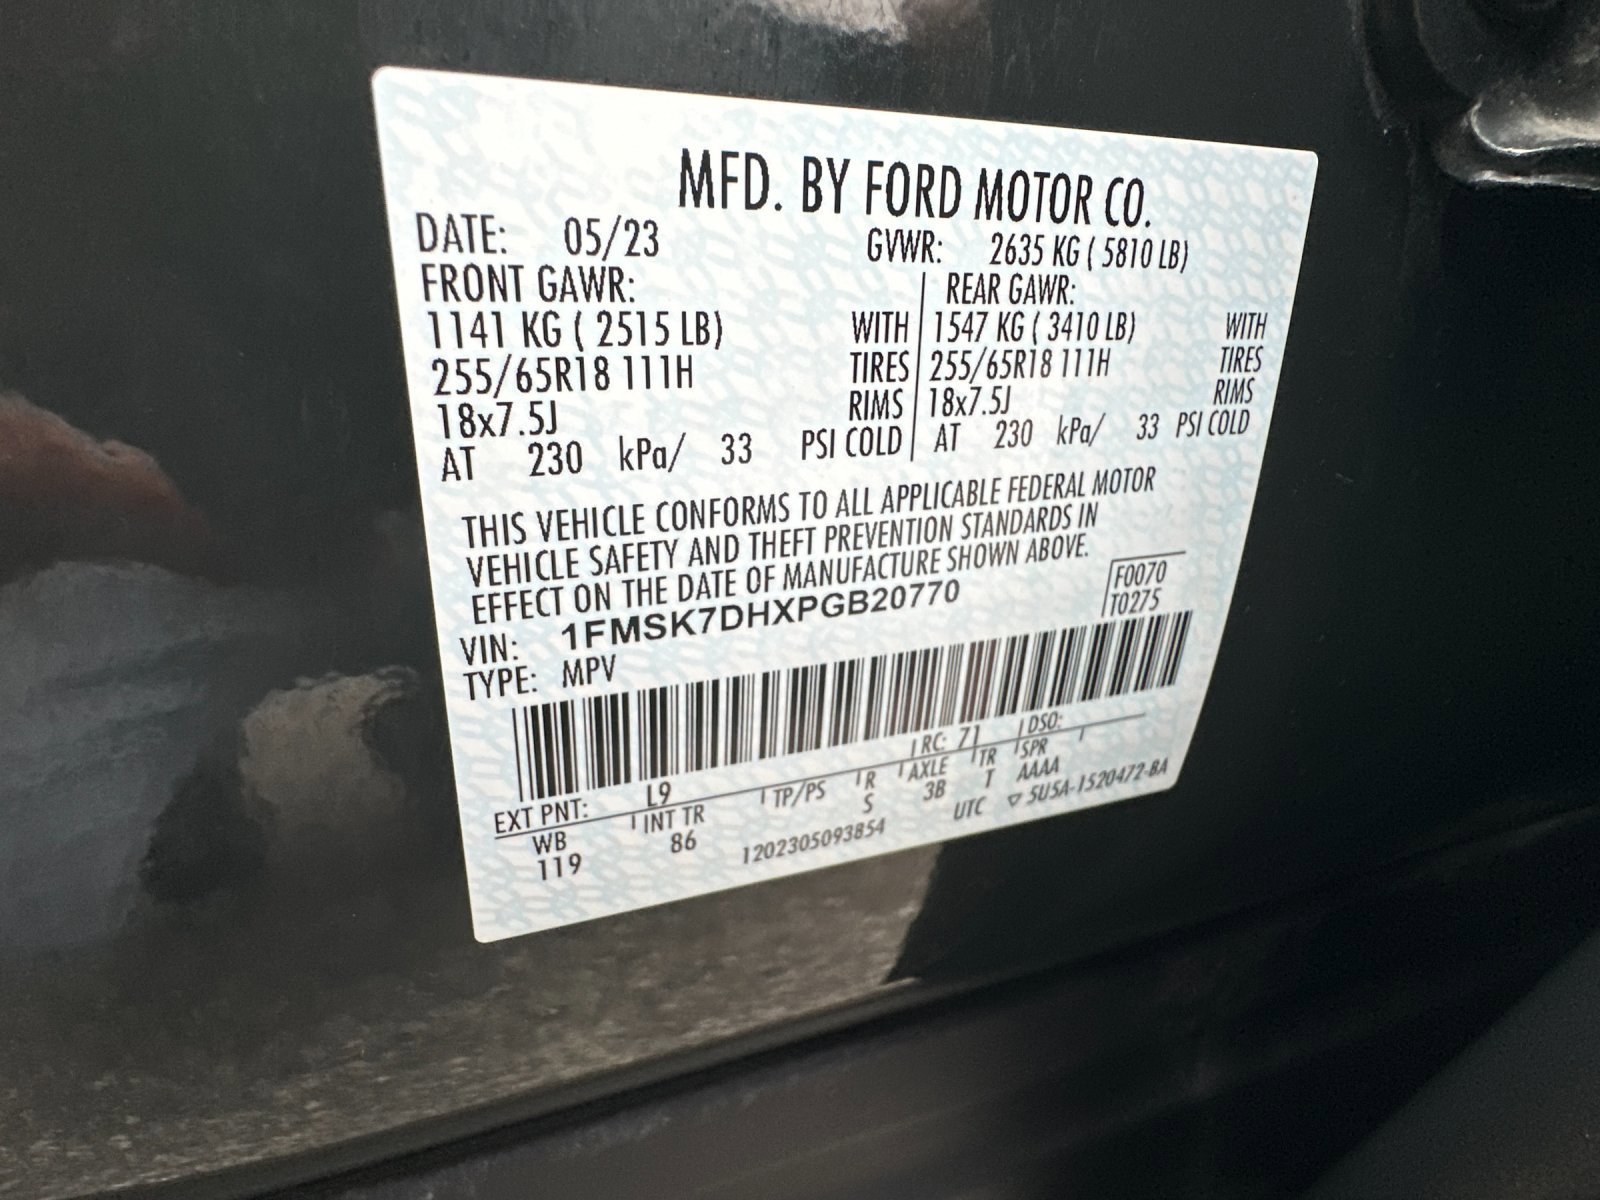 MFD. BY FORD MOTOR CO.
DATE: 05/23 GVWR: 2635 KG ( 5810 LB)
FRONT GAWR: REAR GAWR:
1141 KG ( 2515 LB) WITH 1547 KG ( 3410 LB) WITH
255/65R18 111H TIRES 255/65R18 111H TIRES
18x7.5J RIMS 18x7.5J RIMS
AT 230 kPa/ 33 PSI COLD AT 230 kPa/ 33 PSI COLD
THIS VEHICLE CONFORMS TO ALL APPLICABLE FEDERAL MOTOR
VEHICLE SAFETY AND THEFT PREVENTION STANDARDS IN
EFFECT ON THE DATE OF MANUFACTURE SHOWN ABOVE.
F0070
VIN: 1FMSK7DHXPGB20770 T0275
TYPE: MPV
EXT PNT: L9 RC: 71 DSO:
WB INT TR TP/PS R AXLE TR SPR
119 86 S 3B T AAAA
1202305093854 UTC ▽ 5U5A-1520472-BA